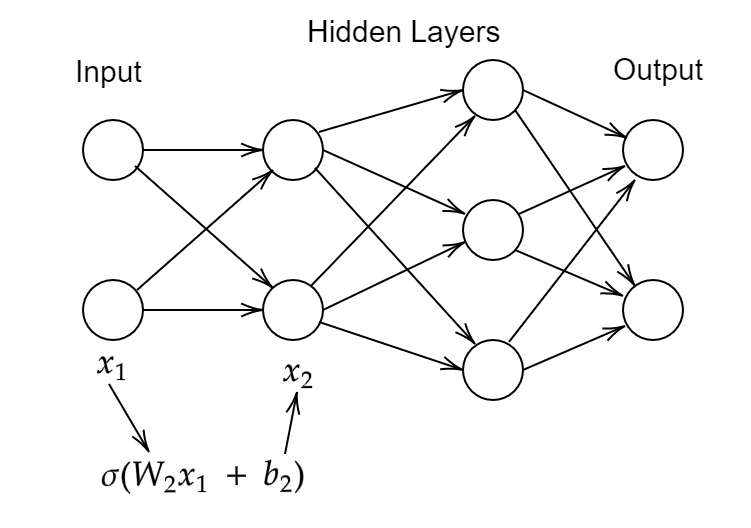 Hidden Layers
Input
Output
x₁
x₂
σ(W₂x₁ + b₂)